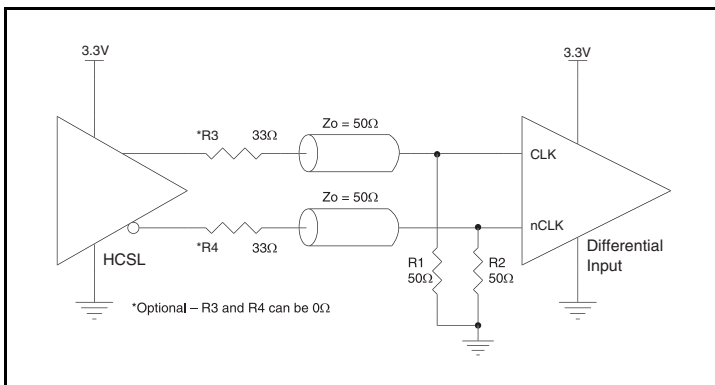 3.3V
3.3V
*R3 33Ω
Zo = 50Ω
CLK
Zo = 50Ω
nCLK
*R4 33Ω
HCSL
R1
50Ω
R2
50Ω
Differential
Input
*Optional – R3 and R4 can be 0Ω